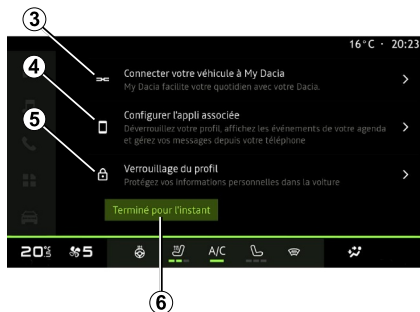 3
16°C · 20:23
Connecter votre véhicule à My Dacia
My Dacia facilite votre quotidien avec votre Dacia.
4
Configurer l'appli associée
Déverrouillez votre profil, affichez les événements de votre agenda
et gérez vos messages depuis votre téléphone
5
Verrouillage du profil
Protégez vos informations personnelles dans la voiture
Terminé pour l'instant
20 5 A/C
6